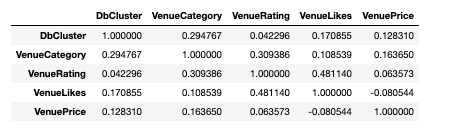 DbCluster VenueCategory VenueRating VenueLikes VenuePrice
DbCluster 1.000000 0.294767 0.042296 0.170855 0.128310
VenueCategory 0.294767 1.000000 0.309386 0.108539 0.163650
VenueRating 0.042296 0.309386 1.000000 0.481140 0.063573
VenueLikes 0.170855 0.108539 0.481140 1.000000 -0.080544
VenuePrice 0.128310 0.163650 0.063573 -0.080544 1.000000